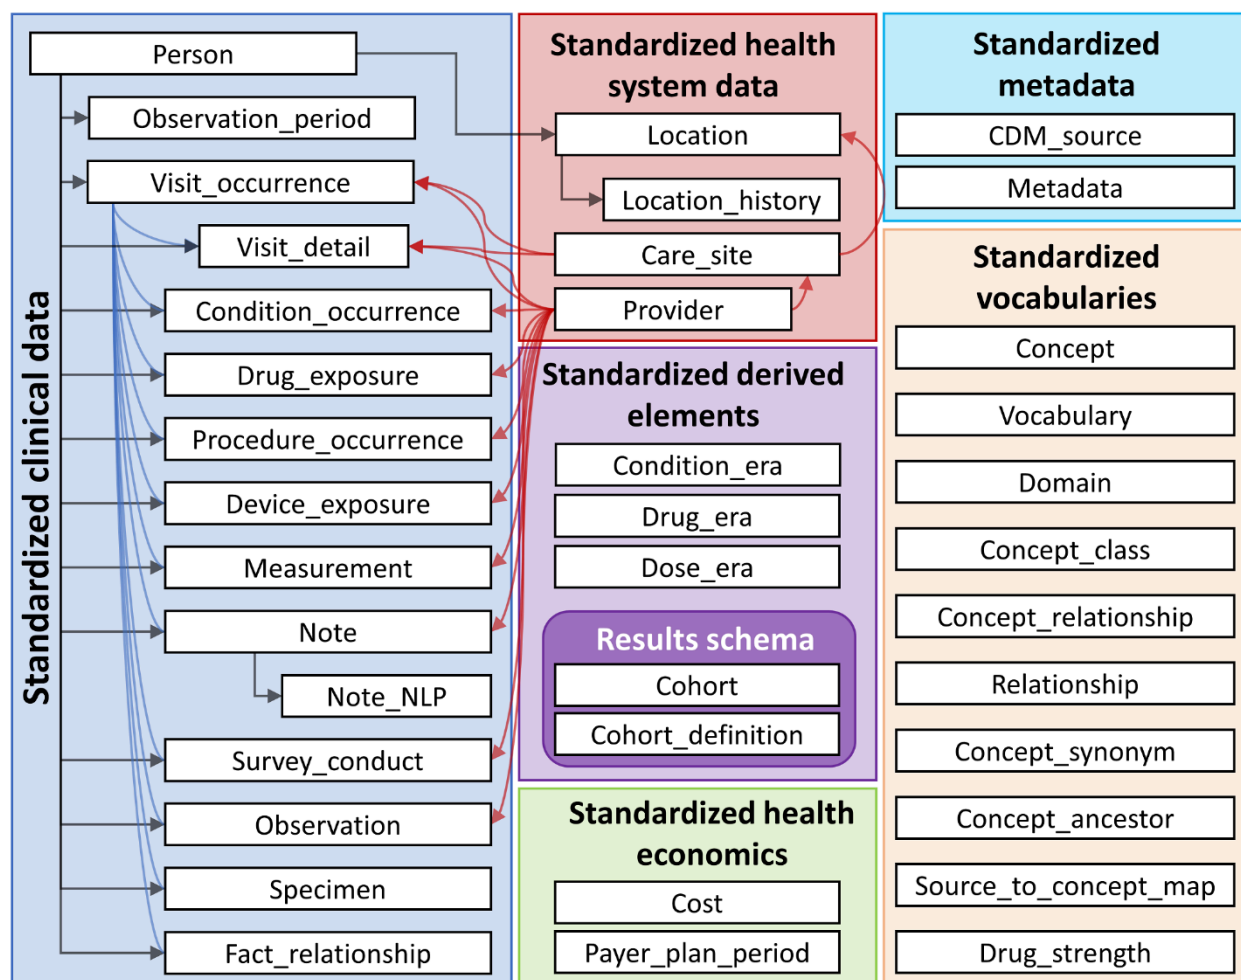 Standardized clinical data
Person
Observation_period
Visit_occurrence
Visit_detail
Condition_occurrence
Drug_exposure
Procedure_occurrence
Device_exposure
Measurement
Note
Note_NLP
Survey_conduct
Observation
Specimen
Fact_relationship
Standardized health
system data
Location
Location_history
Care_site
Provider
Standardized derived
elements
Condition_era
Drug_era
Dose_era
Results schema
Cohort
Cohort_definition
Standardized health
economics
Cost
Payer_plan_period
Standardized
metadata
CDM_source
Metadata
Standardized
vocabularies
Concept
Vocabulary
Domain
Concept_class
Concept_relationship
Relationship
Concept_synonym
Concept_ancestor
Source_to_concept_map
Drug_strength